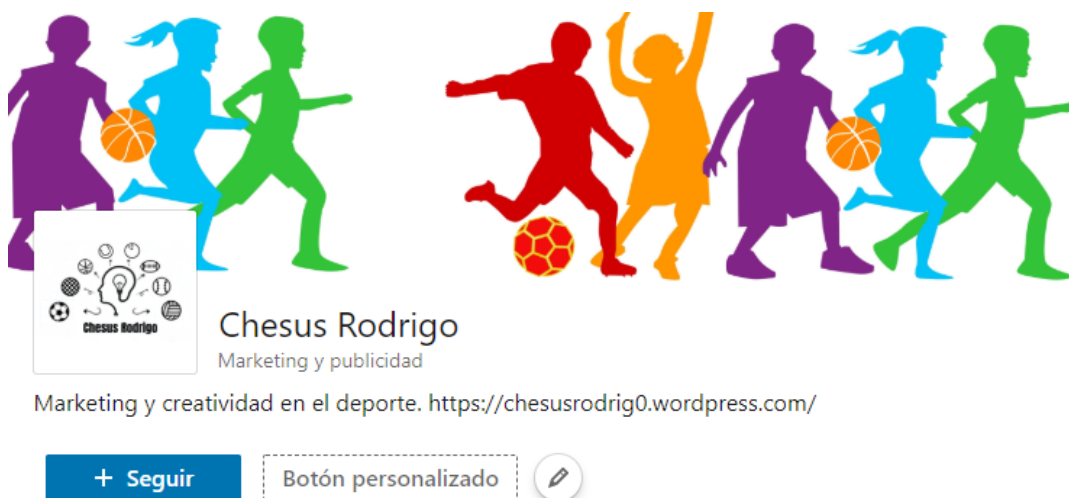 Chesus Rodrigo
Chesus Rodrigo
Marketing y publicidad
Marketing y creatividad en el deporte. https://chesusrodrig0.wordpress.com/
+ Seguir
Botón personalizado